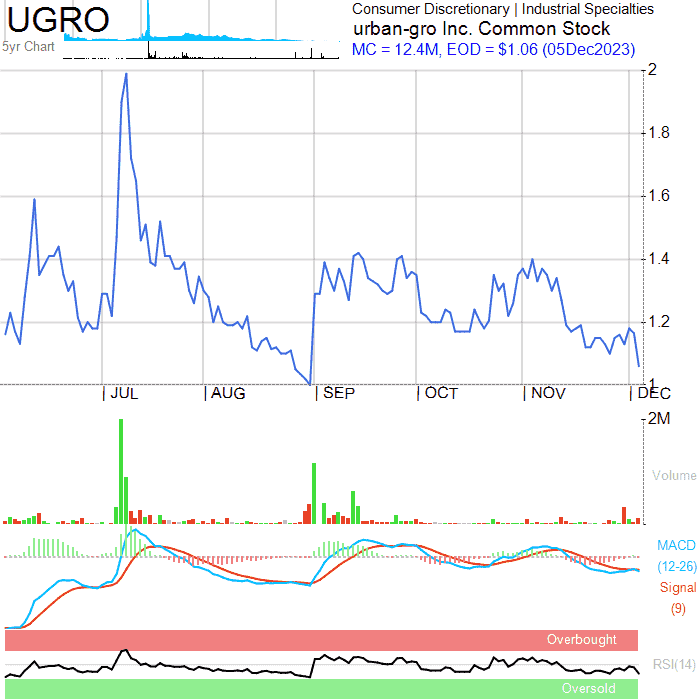 UGRO
5yr Chart
Consumer Discretionary | Industrial Specialties
urban-gro Inc. Common Stock
MC = 12.4M, EOD = $1.06 (05Dec2023)
2
1.8
1.6
1.4
1.2
1
JUL
AUG
SEP
OCT
NOV
DEC
2M
Volume
MACD
(12-26)
Signal
(9)
Overbought
RSI(14)
Oversold